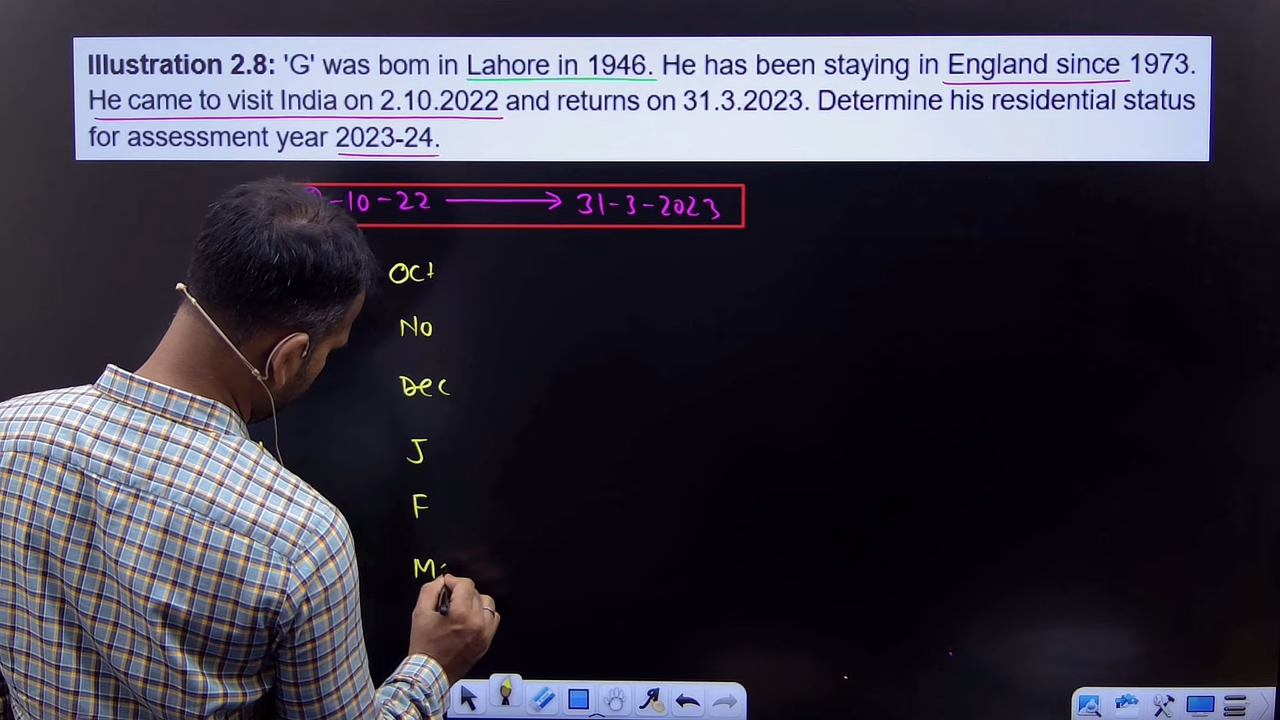 Illustration 2.8: 'G' was bom in Lahore in 1946. He has been staying in England since 1973.
He came to visit India on 2.10.2022 and returns on 31.3.2023. Determine his residential status
for assessment year 2023-24.
-10-22 → 31-3-2023
Oct
No
Dec
J
F
M